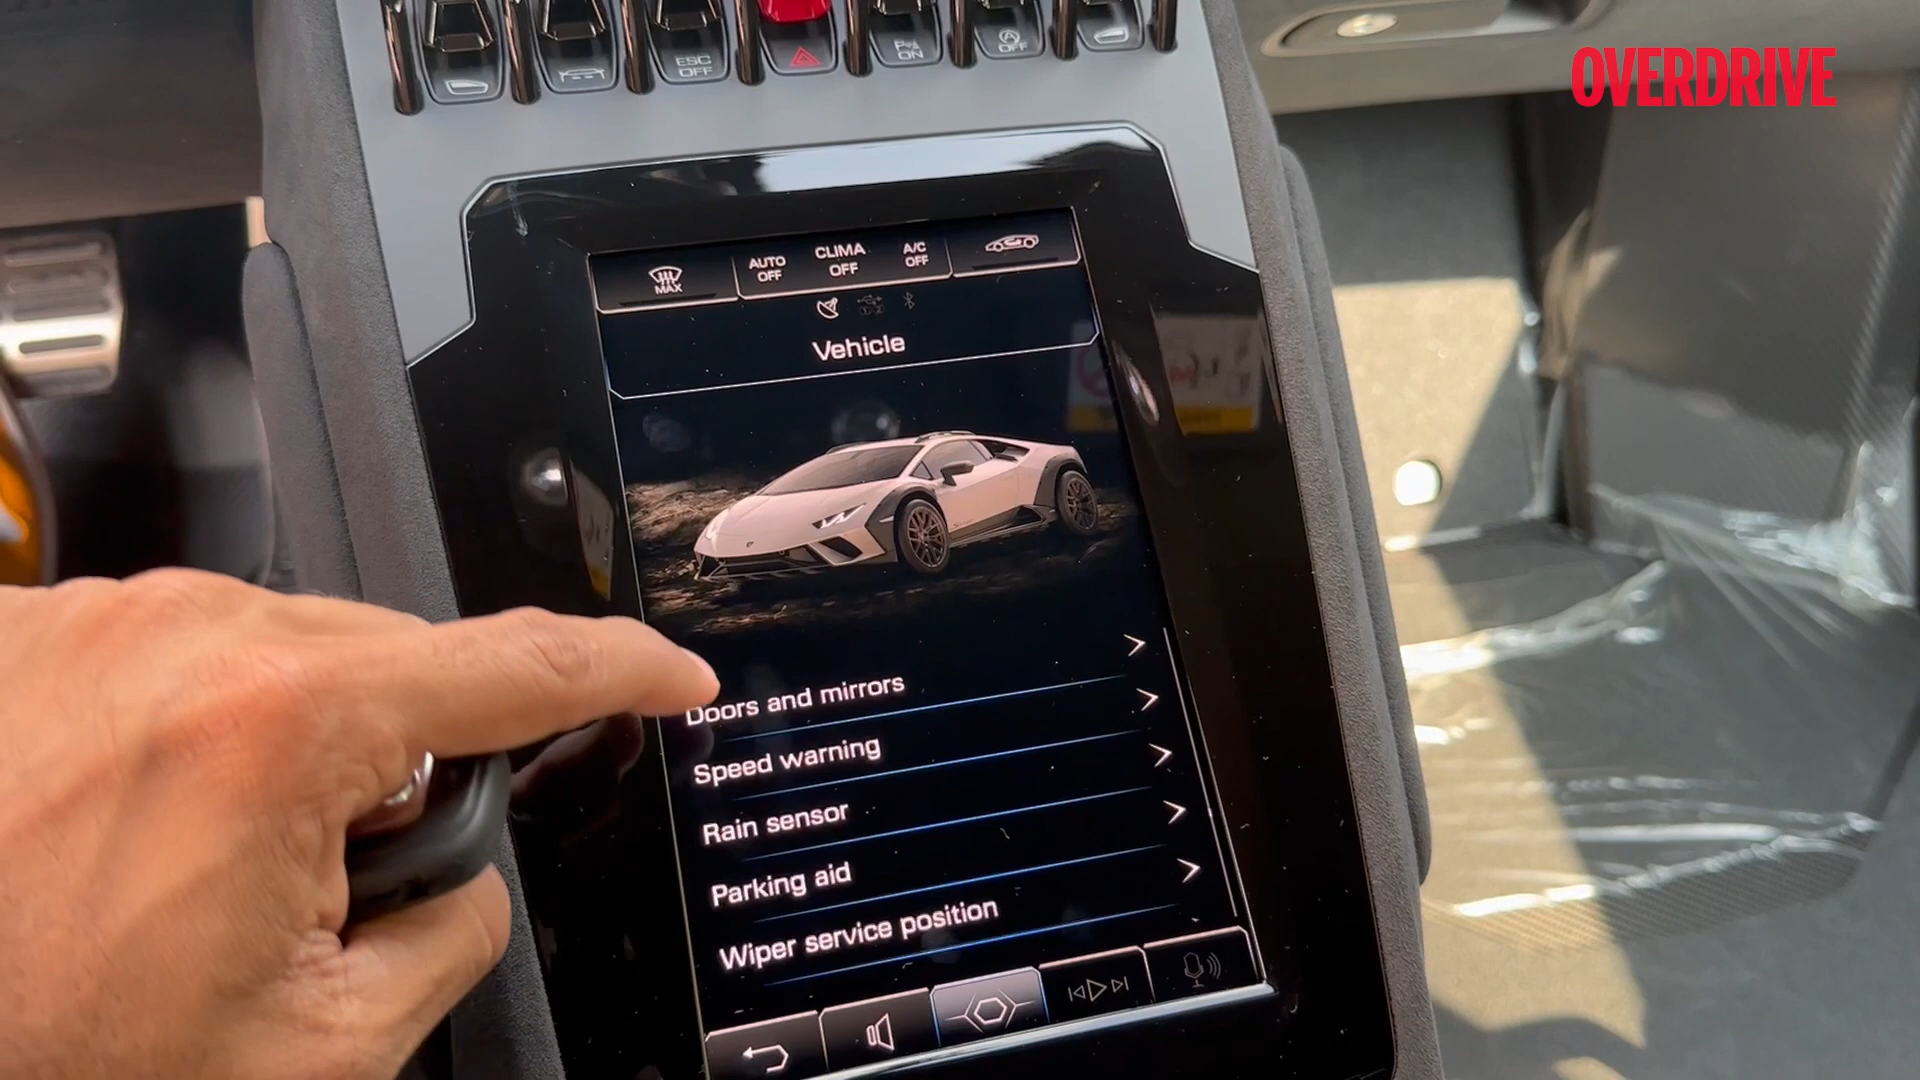 OVERDRIVE
ESC
OFF
ON
OFF
MAX
AUTO
OFF
CLIMA
OFF
A/C
OFF
Vehicle
Doors and mirrors
Speed warning
Rain sensor
Parking aid
Wiper service position